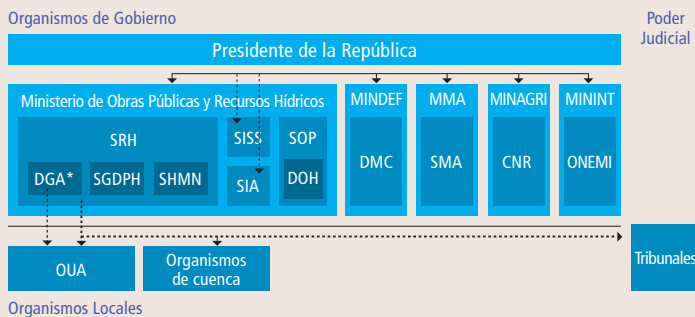 Organismos de Gobierno
Poder
Judicial
Presidente de la República
Ministerio de Obras Públicas y Recursos Hídricos
MINDEF
MMA
MINAGRI
MININT
SRH
SISS
SOP
DGA*
SGDPH
SHMN
SIA
DOH
DMC
SMA
CNR
ONEMI
OUA
Organismos
de cuenca
Tribunales
Organismos Locales